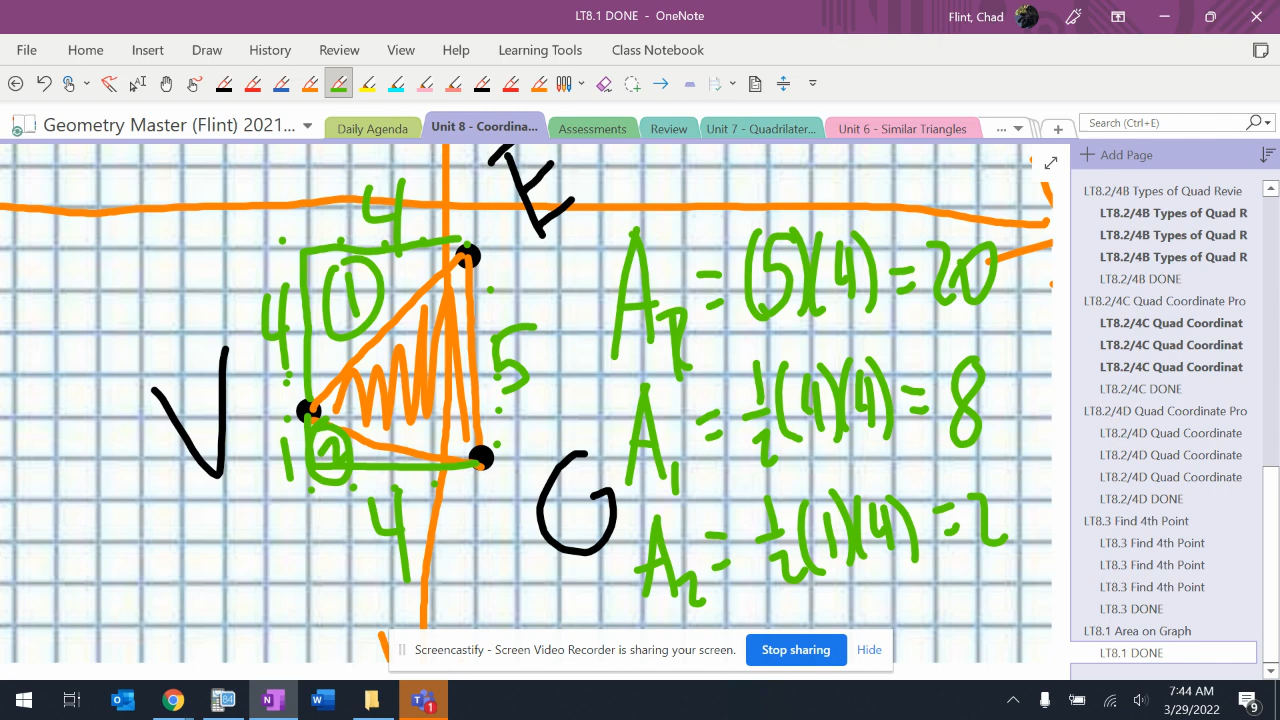 LT8.1 DONE - OneNote
Flint, Chad
File Home Insert Draw History Review View Help Learning Tools Class Notebook
Geometry Master (Flint) 2021...
Daily Agenda
Unit 8 - Coordina...
Assessments
Review
Unit 7 - Quadrilater...
Unit 6 - Similar Triangles
...
Search (Ctrl+E)
Add Page
LT8.2/4B Types of Quad Revie
LT8.2/4B Types of Quad R
LT8.2/4B Types of Quad R
LT8.2/4B Types of Quad R
LT8.2/4B DONE
LT8.2/4C Quad Coordinate Pro
LT8.2/4C Quad Coordinat
LT8.2/4C Quad Coordinat
LT8.2/4C Quad Coordinat
LT8.2/4C DONE
LT8.2/4D Quad Coordinate Pro
LT8.2/4D Quad Coordinate
LT8.2/4D Quad Coordinate
LT8.2/4D Quad Coordinate
LT8.2/4D DONE
LT8.3 Find 4th Point
LT8.3 Find 4th Point
LT8.3 Find 4th Point
LT8.3 Find 4th Point
LT8.3 DONE
LT8.1 Area on Graph
LT8.1 DONE
4
E
1
4
5
V
1
2
4
G
A_R = (5)(4) = 20
A_1 = 1/2 (4)(4) = 8
A_2 = 1/2 (1)(4) = 2
Screencastify - Screen Video Recorder is sharing your screen.
Stop sharing
Hide
84
1
7:44 AM
3/29/2022
9